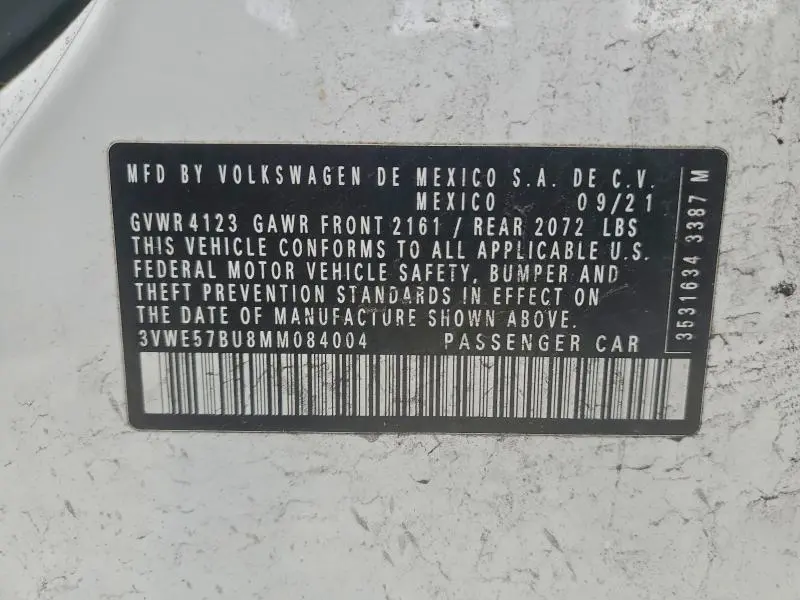 MFD BY VOLKSWAGEN DE MEXICO S.A. DE C.V.
MEXICO 09/21
GVWR 4123 GAWR FRONT 2161 / REAR 2072 LBS
THIS VEHICLE CONFORMS TO ALL APPLICABLE U.S.
FEDERAL MOTOR VEHICLE SAFETY, BUMPER AND
THEFT PREVENTION STANDARDS IN EFFECT ON
THE DATE OF MANUFACTURE SHOWN ABOVE.
3VWE57BU8MM084004 PASSENGER CAR
3531634 3387 M